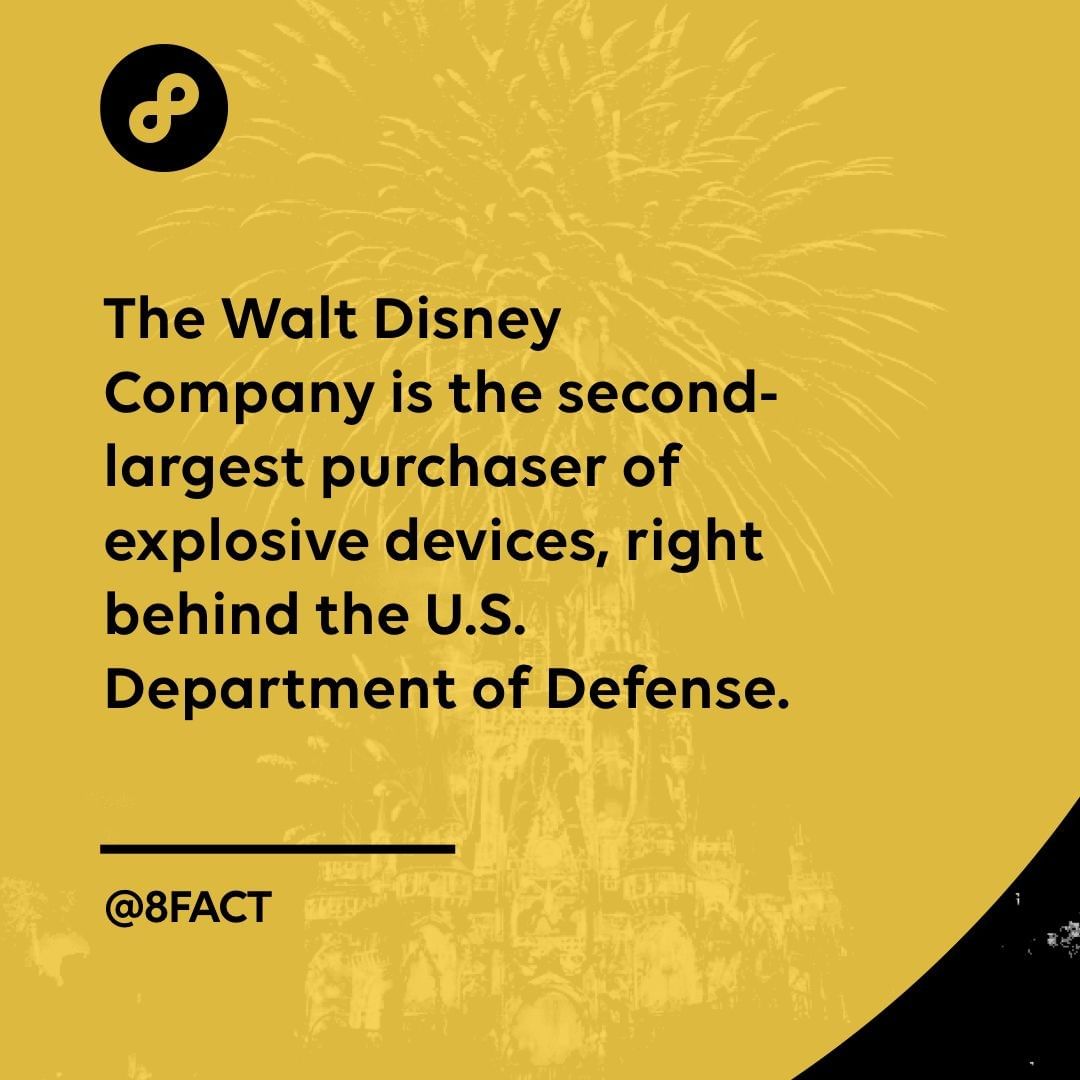 The Walt Disney
Company is the second-
largest purchaser of
explosive devices, right
behind the U.S.
Department of Defense.
@8FACT